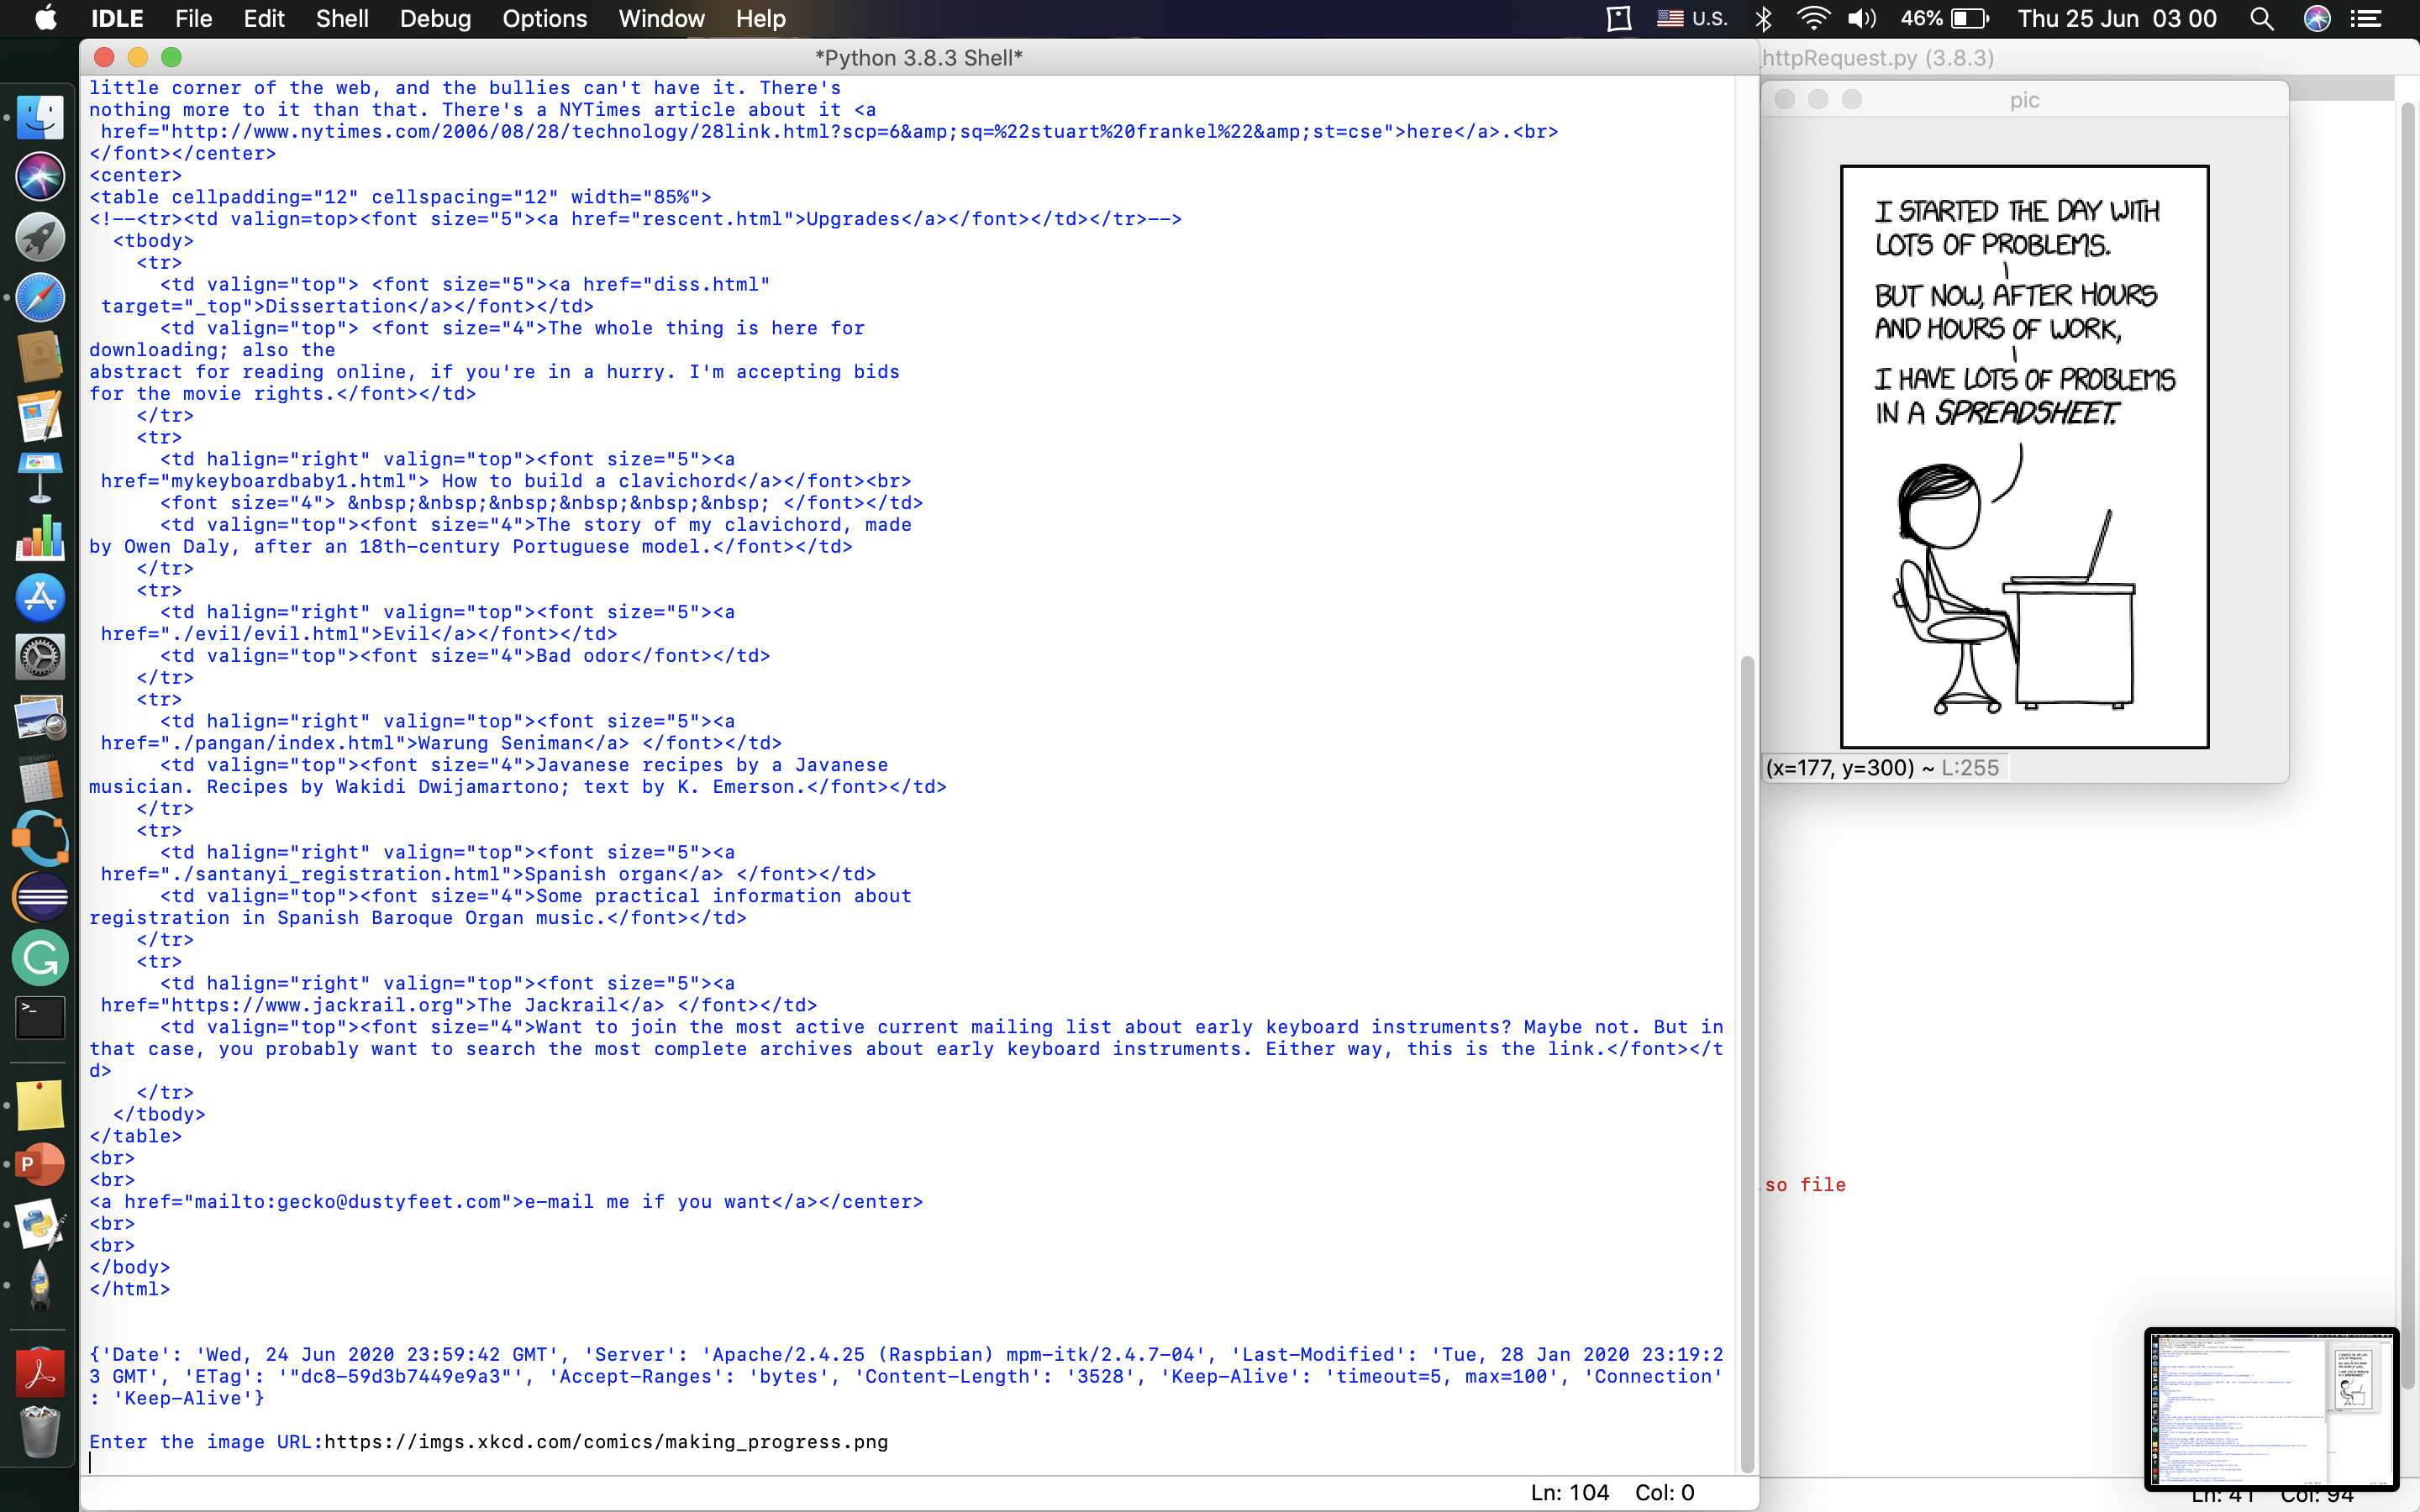 IDLE File Edit Shell Debug Options Window Help U.S. 46% Thu 25 Jun 03 00
*Python 3.8.3 Shell*
little corner of the web, and the bullies can't have it. There's
nothing more to it than that. There's a NYTimes article about it <a
 href="http://www.nytimes.com/2006/08/28/technology/28link.html?scp=6&amp;sq=%22stuart%20frankel%22&amp;st=cse">here</a>.<br>
</font></center>
<center>
<table cellpadding="12" cellspacing="12" width="85%">
<!--<tr><td valign=top><font size="5"><a href="rescent.html">Upgrades</a></font></td></tr>-->
  <tbody>
    <tr>
      <td valign="top"> <font size="5"><a href="diss.html"
 target="_top">Dissertation</a></font></td>
      <td valign="top"> <font size="4">The whole thing is here for
downloading; also the
abstract for reading online, if you're in a hurry. I'm accepting bids
for the movie rights.</font></td>
    </tr>
    <tr>
      <td halign="right" valign="top"><font size="5"><a
 href="mykeyboardbaby1.html"> How to build a clavichord</a></font><br>
      <font size="4"> &nbsp;&nbsp;&nbsp;&nbsp;&nbsp;&nbsp; </font></td>
      <td valign="top"><font size="4">The story of my clavichord, made
by Owen Daly, after an 18th-century Portuguese model.</font></td>
    </tr>
    <tr>
      <td halign="right" valign="top"><font size="5"><a
 href="./evil/evil.html">Evil</a></font></td>
      <td valign="top"><font size="4">Bad odor</font></td>
    </tr>
    <tr>
      <td halign="right" valign="top"><font size="5"><a
 href="./pangan/index.html">Warung Seniman</a> </font></td>
      <td valign="top"><font size="4">Javanese recipes by a Javanese
musician. Recipes by Wakidi Dwijamartono; text by K. Emerson.</font></td>
    </tr>
    <tr>
      <td halign="right" valign="top"><font size="5"><a
 href="./santanyi_registration.html">Spanish organ</a> </font></td>
      <td valign="top"><font size="4">Some practical information about
registration in Spanish Baroque Organ music.</font></td>
    </tr>
    <tr>
      <td halign="right" valign="top"><font size="5"><a
 href="https://www.jackrail.org">The Jackrail</a> </font></td>
      <td valign="top"><font size="4">Want to join the most active current mailing list about early keyboard instruments? Maybe not. But in
that case, you probably want to search the most complete archives about early keyboard instruments. Either way, this is the link.</font></t
d>
    </tr>
  </tbody>
</table>
<br>
<br>
<a href="mailto:gecko@dustyfeet.com">e-mail me if you want</a></center>
<br>
<br>
</body>
</html>
{'Date': 'Wed, 24 Jun 2020 23:59:42 GMT', 'Server': 'Apache/2.4.25 (Raspbian) mpm-itk/2.4.7-04', 'Last-Modified': 'Tue, 28 Jan 2020 23:19:2
3 GMT', 'ETag': '"dc8-59d3b7449e9a3"', 'Accept-Ranges': 'bytes', 'Content-Length': '3528', 'Keep-Alive': 'timeout=5, max=100', 'Connection'
: 'Keep-Alive'}
Enter the image URL:https://imgs.xkcd.com/comics/making_progress.png
Ln: 104 Col: 0
httpRequest.py (3.8.3)
pic
I STARTED THE DAY WITH
LOTS OF PROBLEMS.
BUT NOW, AFTER HOURS
AND HOURS OF WORK,
I HAVE LOTS OF PROBLEMS
IN A SPREADSHEET.
(x=177, y=300) ~ L:255
.so file
Ln: 41 Col: 94